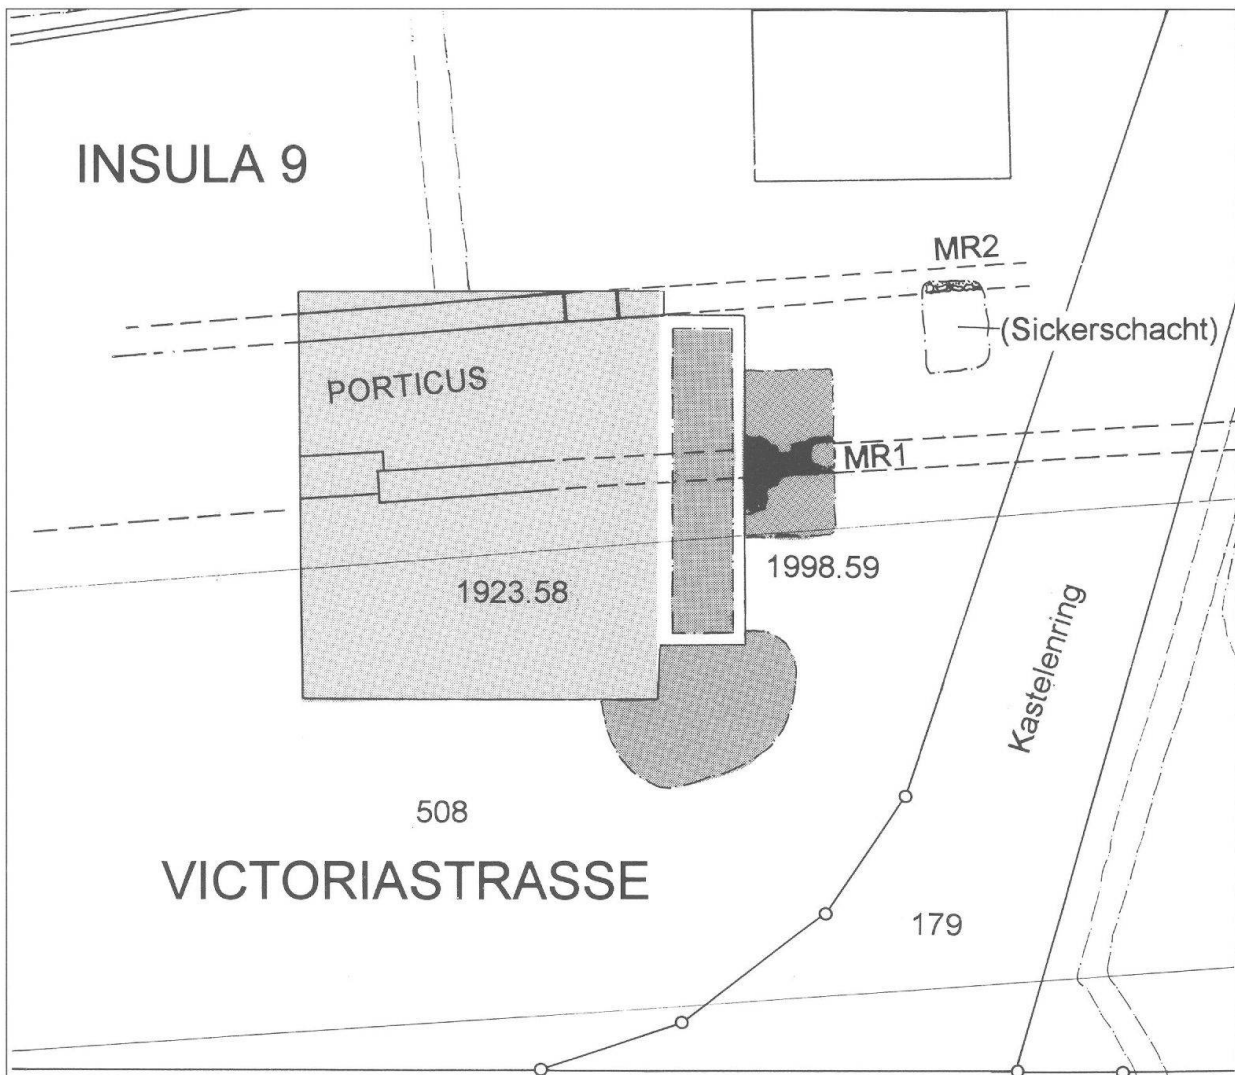 INSULA 9
MR2
(Sickerschacht)
PORTICUS
MR1
1923.58
1998.59
Kastelenring
508
VICTORIASTRASSE
179